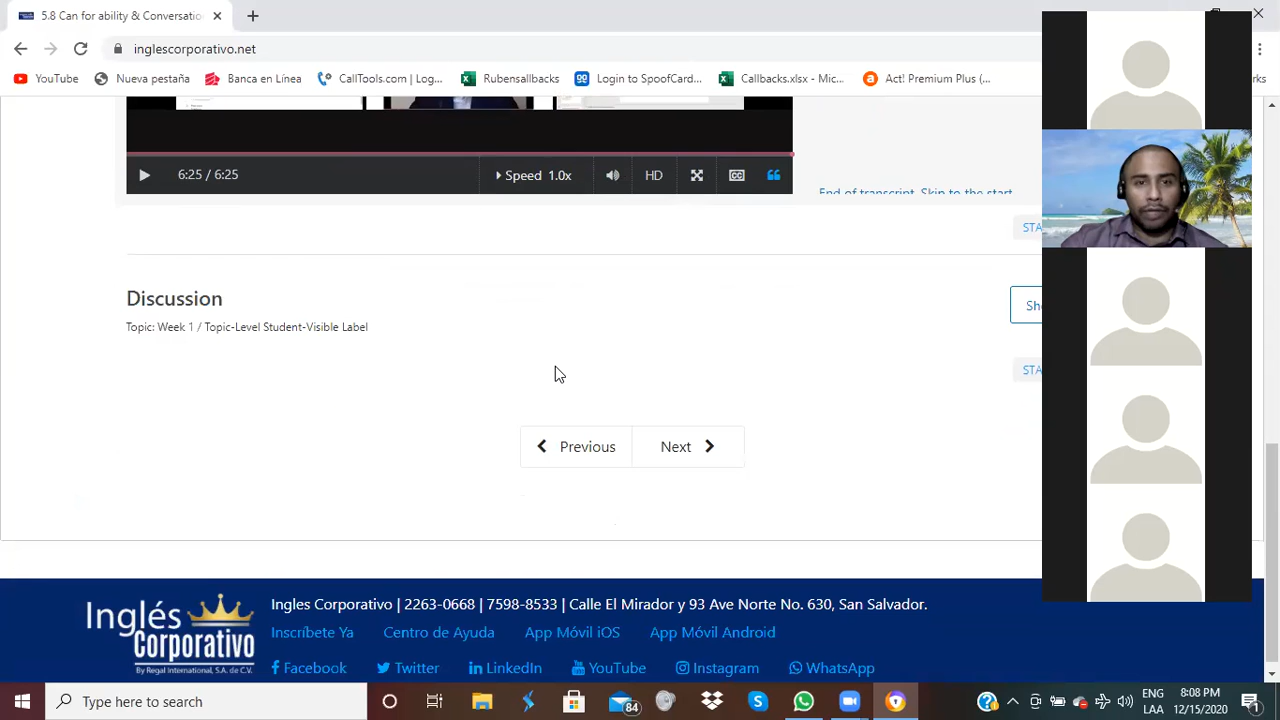 5.8 Can for ability & Conversatio
inglescorporativo.net
YouTube
Nueva pestaña
Banca en Línea
CallTools.com | Log...
Rubensallbacks
Login to SpoofCard...
Callbacks.xlsx - Mic...
Act! Premium Plus (...
6:25 / 6:25
Speed 1.0x
HD
End of transcript. Skip to the start.
STA
Discussion
Topic: Week 1 / Topic-Level Student-Visible Label
Sh
STA
Previous
Next
Inglés Corporativo
By Regal International, S.A. de C.V.
Ingles Corporativo | 2263-0668 | 7598-8533 | Calle El Mirador y 93 Ave Norte No. 630, San Salvador.
Inscríbete Ya
Centro de Ayuda
App Móvil iOS
App Móvil Android
Facebook
Twitter
LinkedIn
YouTube
Instagram
WhatsApp
Type here to search
84
ENG
LAA
8:08 PM
12/15/2020
1